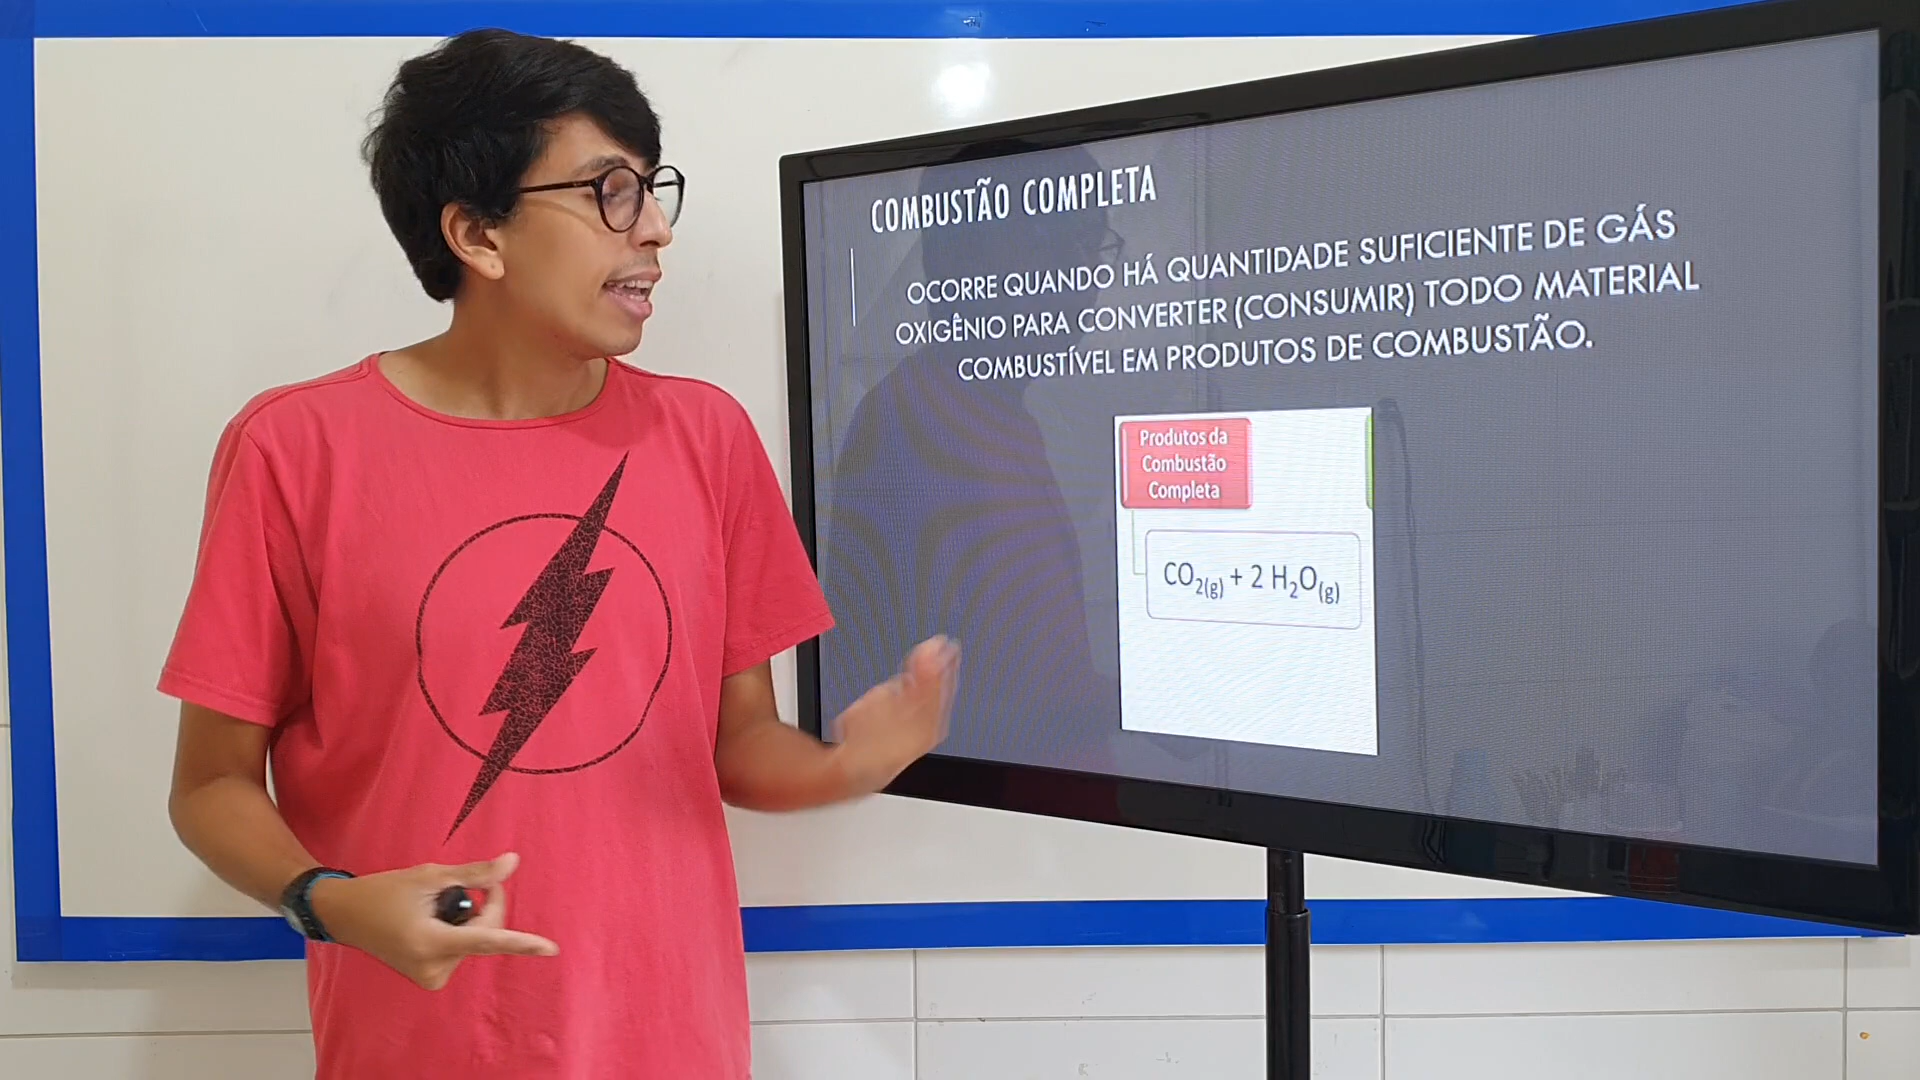 COMBUSTÃO COMPLETA
OCORRE QUANDO HÁ QUANTIDADE SUFICIENTE DE GÁS
OXIGÊNIO PARA CONVERTER (CONSUMIR) TODO MATERIAL
COMBUSTÍVEL EM PRODUTOS DE COMBUSTÃO.
Produtos da
Combustão
Completa
CO₂(g) + 2 H₂O(g)